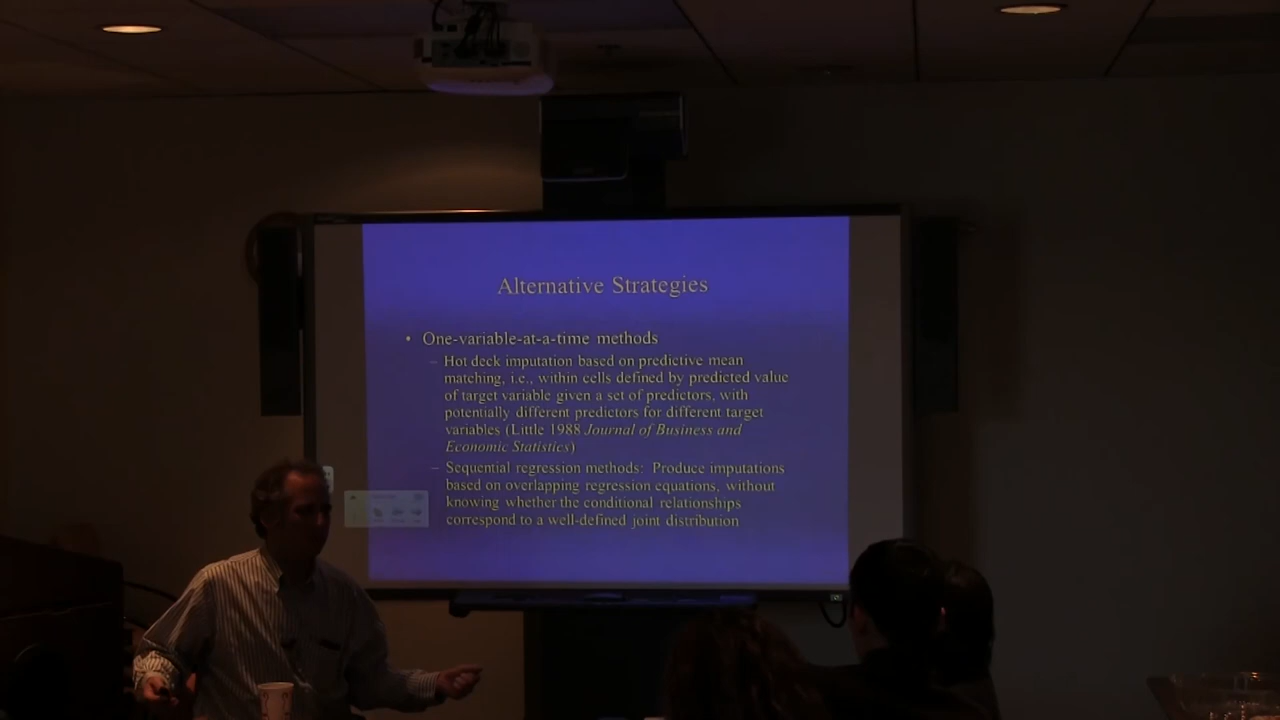 Alternative Strategies
• One-variable-at-a-time methods
– Hot deck imputation based on predictive mean
matching, i.e., within cells defined by predicted value
of target variable given a set of predictors, with
potentially different predictors for different target
variables (Little 1988 Journal of Business and
Economic Statistics)
– Sequential regression methods: Produce imputations
based on overlapping regression equations, without
knowing whether the conditional relationships
correspond to a well-defined joint distribution